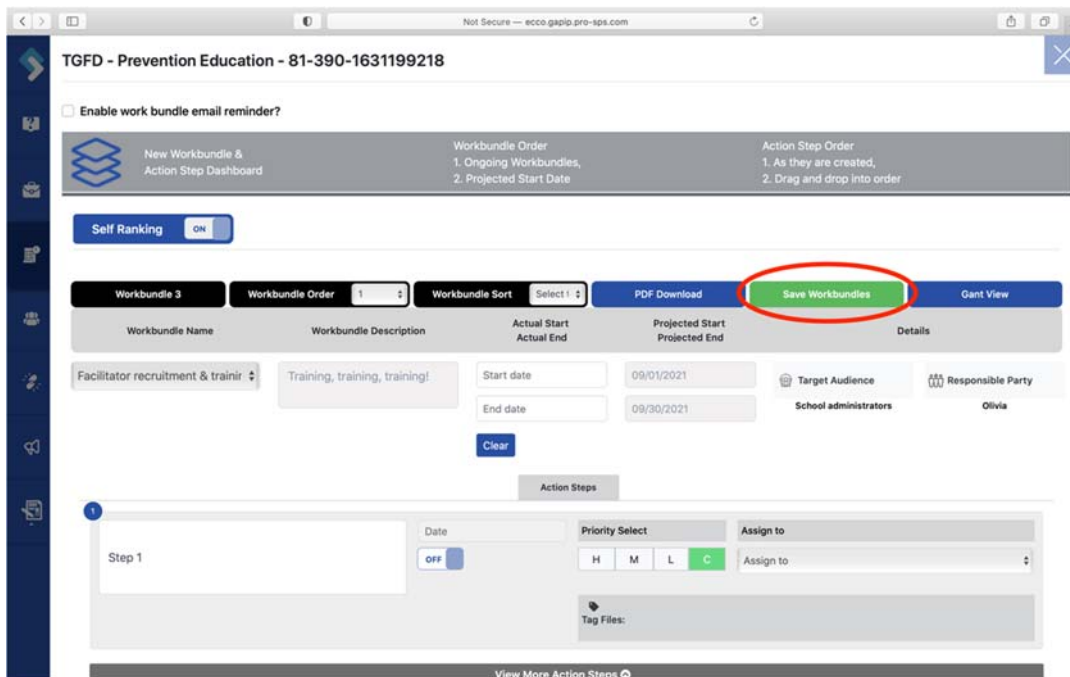 Not Secure — ecco.gapip.pro-sps.com
TGFD - Prevention Education - 81-390-1631199218
Enable work bundle email reminder?
New Workbundle &
Action Step Dashboard
Workbundle Order
1. Ongoing Workbundles,
2. Projected Start Date
Action Step Order
1. As they are created,
2. Drag and drop into order
Self Ranking ON
Workbundle 3 Workbundle Order 1 Workbundle Sort Select PDF Download Save Workbundles Gant View
Workbundle Name Workbundle Description Actual Start Projected Start Details
Actual End Projected End
Facilitator recruitment & trainir Training, training, training! Start date 09/01/2021 Target Audience Responsible Party
End date 09/30/2021 School administrators Olivia
Clear
Action Steps
1
Step 1 Date Priority Select Assign to
OFF H M L C Assign to
Tag Files:
View More Action Steps